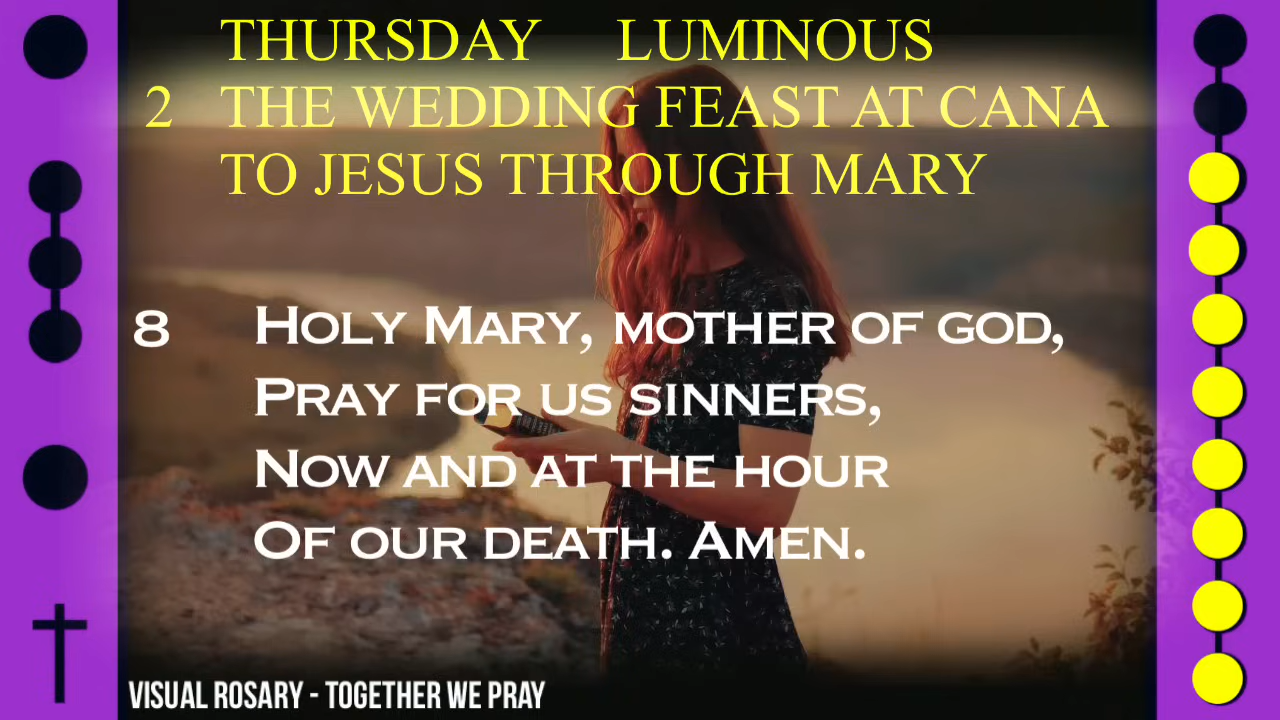 THURSDAY LUMINOUS
2 THE WEDDING FEAST AT CANA
TO JESUS THROUGH MARY
8 HOLY MARY, MOTHER OF GOD,
PRAY FOR US SINNERS,
NOW AND AT THE HOUR
OF OUR DEATH. AMEN.
VISUAL ROSARY - TOGETHER WE PRAY